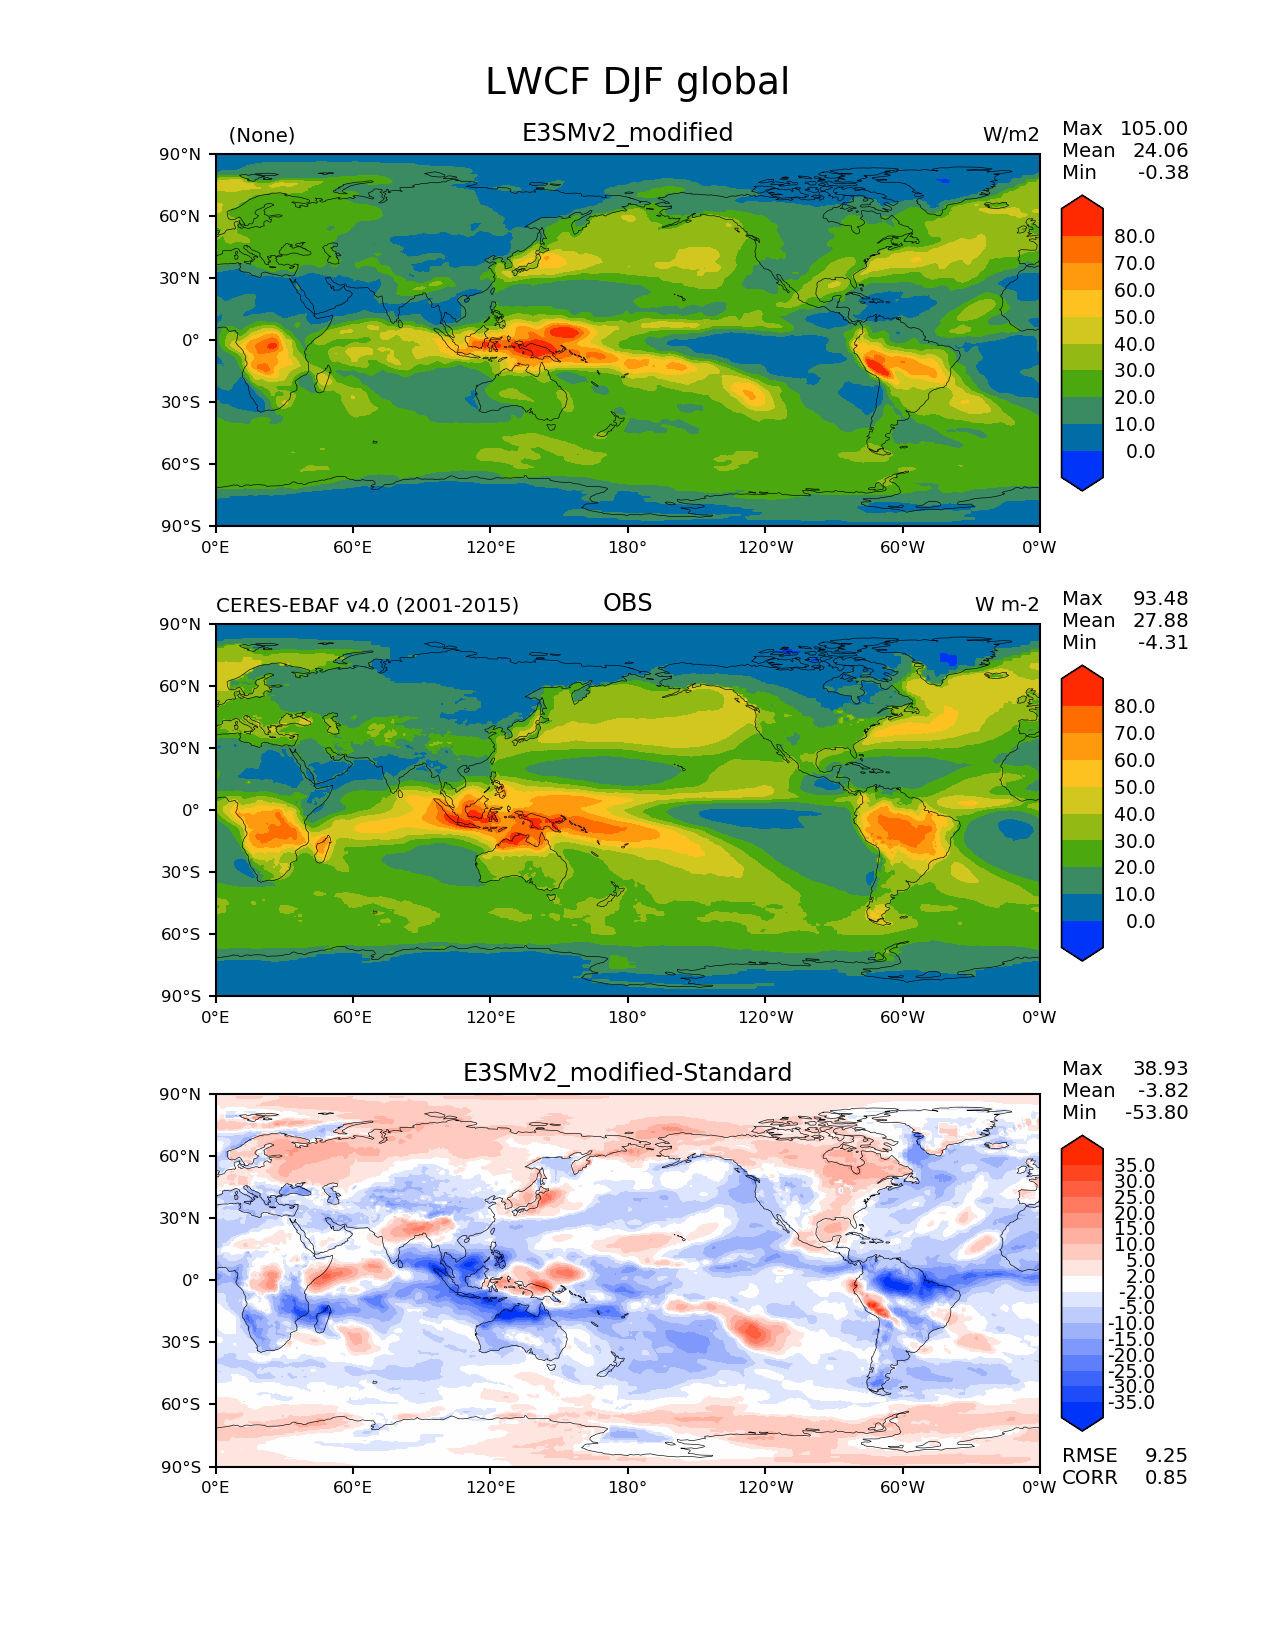 LWCF DJF global
(None) E3SMv2_modified W/m2
Max 105.00
Mean 24.06
Min -0.38
90°N
60°N
30°N
0°
30°S
60°S
90°S
0°E 60°E 120°E 180° 120°W 60°W 0°W
80.0
70.0
60.0
50.0
40.0
30.0
20.0
10.0
0.0
CERES-EBAF v4.0 (2001-2015) OBS W m-2
Max 93.48
Mean 27.88
Min -4.31
90°N
60°N
30°N
0°
30°S
60°S
90°S
0°E 60°E 120°E 180° 120°W 60°W 0°W
80.0
70.0
60.0
50.0
40.0
30.0
20.0
10.0
0.0
E3SMv2_modified-Standard
Max 38.93
Mean -3.82
Min -53.80
90°N
60°N
30°N
0°
30°S
60°S
90°S
0°E 60°E 120°E 180° 120°W 60°W 0°W
35.0
30.0
25.0
20.0
15.0
10.0
5.0
2.0
-2.0
-5.0
-10.0
-15.0
-20.0
-25.0
-30.0
-35.0
RMSE 9.25
CORR 0.85